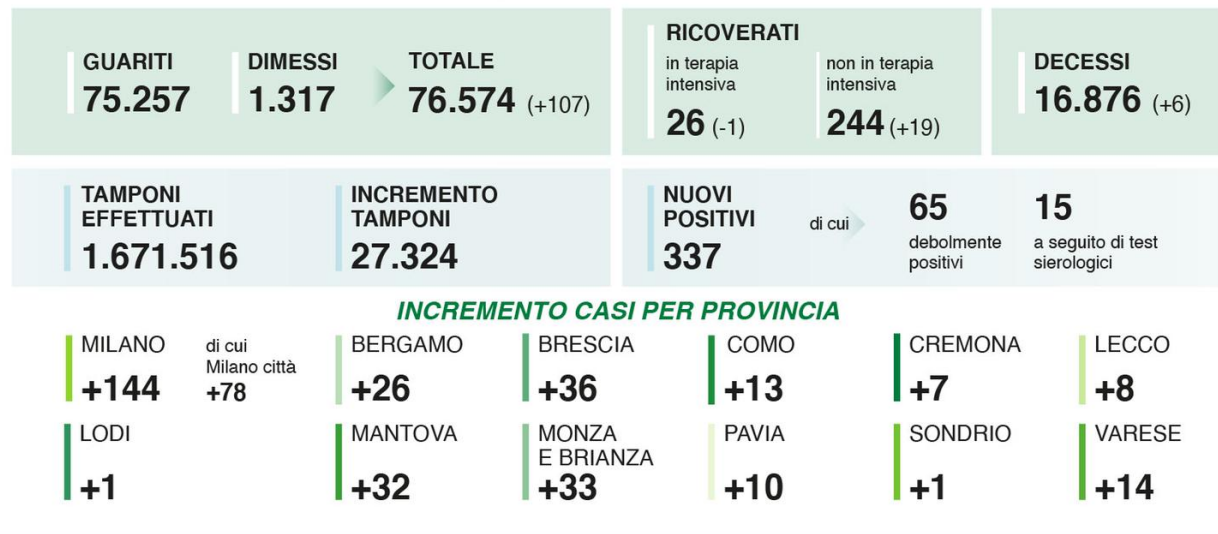 GUARITI
75.257
DIMESSI
1.317
TOTALE
76.574 (+107)
RICOVERATI
in terapia
intensiva
26 (-1)
non in terapia
intensiva
244 (+19)
DECESSI
16.876 (+6)
TAMPONI
EFFETTUATI
1.671.516
INCREMENTO
TAMPONI
27.324
NUOVI
POSITIVI
337
di cui
65
debolmente
positivi
15
a seguito di test
sierologici
INCREMENTO CASI PER PROVINCIA
MILANO
+144
di cui
Milano città
+78
BERGAMO
+26
BRESCIA
+36
COMO
+13
CREMONA
+7
LECCO
+8
LODI
+1
MANTOVA
+32
MONZA
E BRIANZA
+33
PAVIA
+10
SONDRIO
+1
VARESE
+14